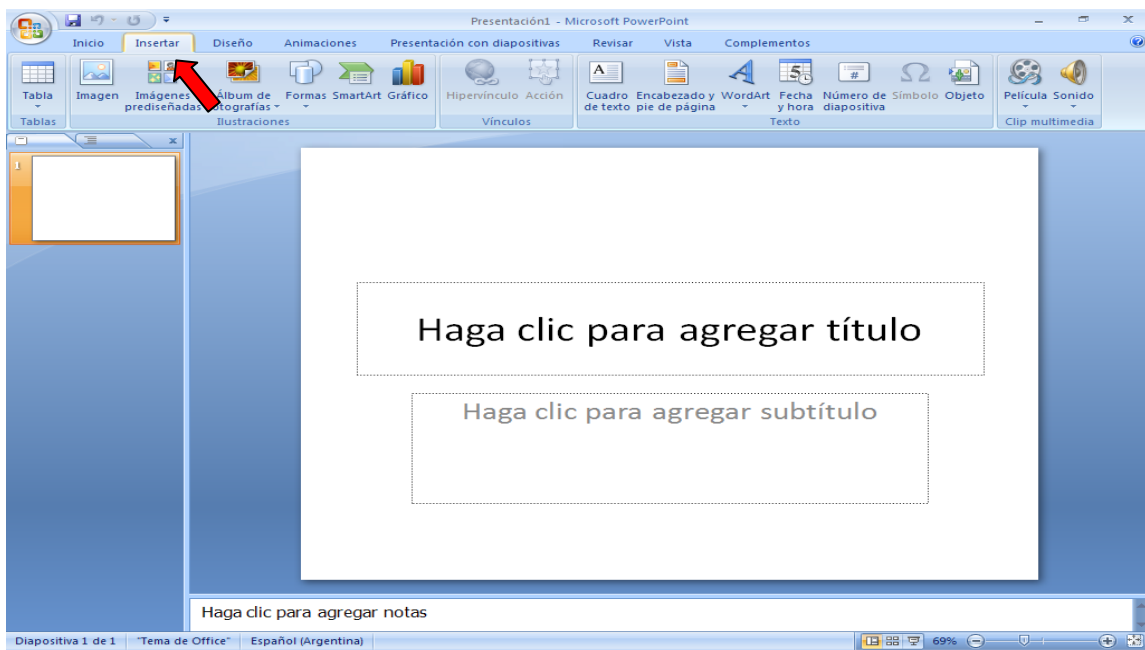 Presentación1 - Microsoft PowerPoint
Inicio Insertar Diseño Animaciones Presentación con diapositivas Revisar Vista Complementos
Tabla Imagen Imágenes prediseñadas Álbum de fotografías Formas SmartArt Gráfico Hipervínculo Acción Cuadro de texto Encabezado y pie de página WordArt Fecha y hora Número de diapositiva Símbolo Objeto Película Sonido
Tablas Ilustraciones Vínculos Texto Clip multimedia
1
Haga clic para agregar título
Haga clic para agregar subtítulo
Haga clic para agregar notas
Diapositiva 1 de 1 "Tema de Office" Español (Argentina) 69%